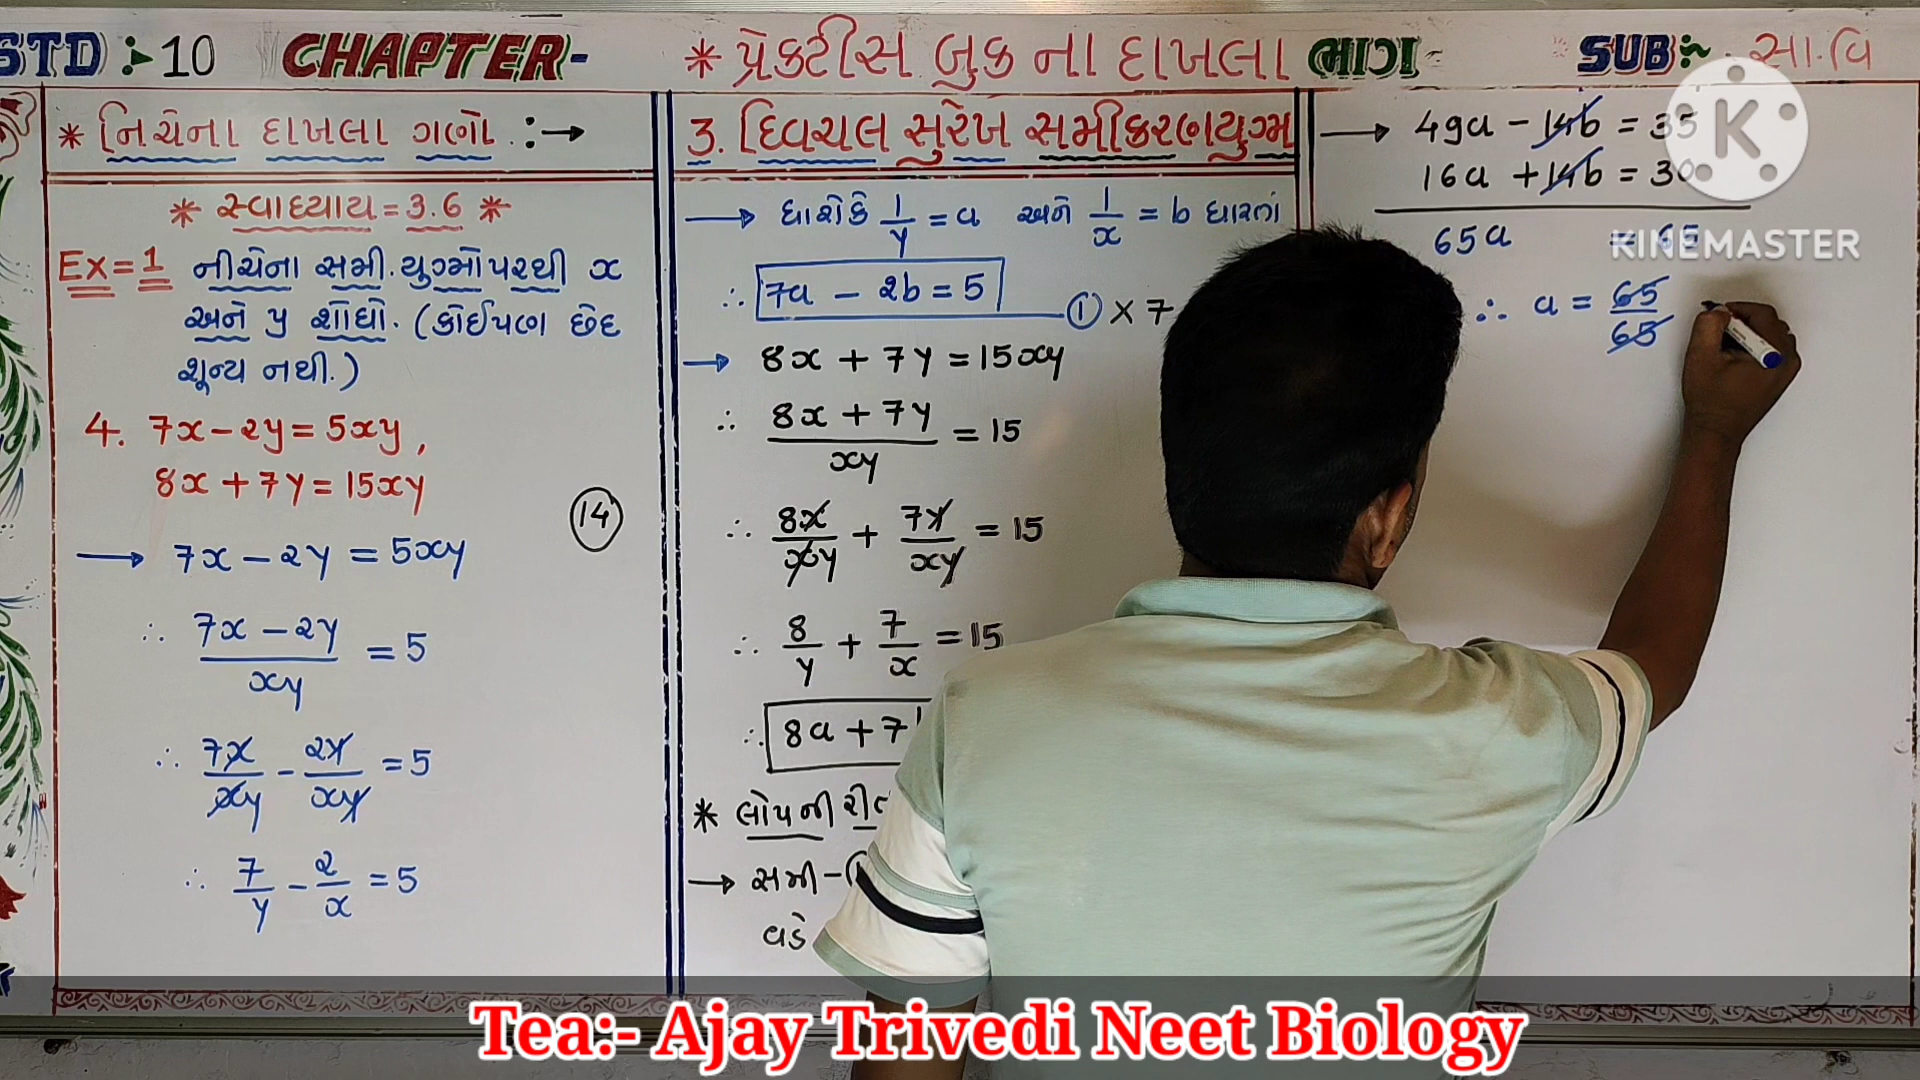 STD :- 10 CHAPTER- * પ્રેક્ટીસ બુક ના દાખલા ભાગ- SUB:~ સા.વિ
* નિચેના દાખલા ગણો. :→
* સ્વાધ્યાય = 3.6 *
Ex = 1 નીચેના સમી. યુગ્મો પરથી x
અને y શોધો. (કોઈપણ છેદ
શૂન્ય નથી.)
4. 7x - 2y = 5xy,
8x + 7y = 15xy
14
→ 7x - 2y = 5xy
∴ 7x - 2y / xy = 5
∴ 7x/xy - 2y/xy = 5
∴ 7/y - 2/x = 5
3. દ્વિચલ સુરેખ સમીકરણયુગ્મ
→ ધારોકે 1/y = a અને 1/x = b ધારતાં
∴ 7a - 2b = 5 ① × 7
→ 8x + 7y = 15xy
∴ 8x + 7y / xy = 15
∴ 8x/xy + 7y/xy = 15
∴ 8/y + 7/x = 15
∴ 8a + 7
* લોપની રીત
→ સમી-
વડે
→ 49a - 14b = 35
16a + 14b = 30
65a = 65
∴ a = 65/65
K
KINEMASTER
Tea:- Ajay Trivedi Neet Biology